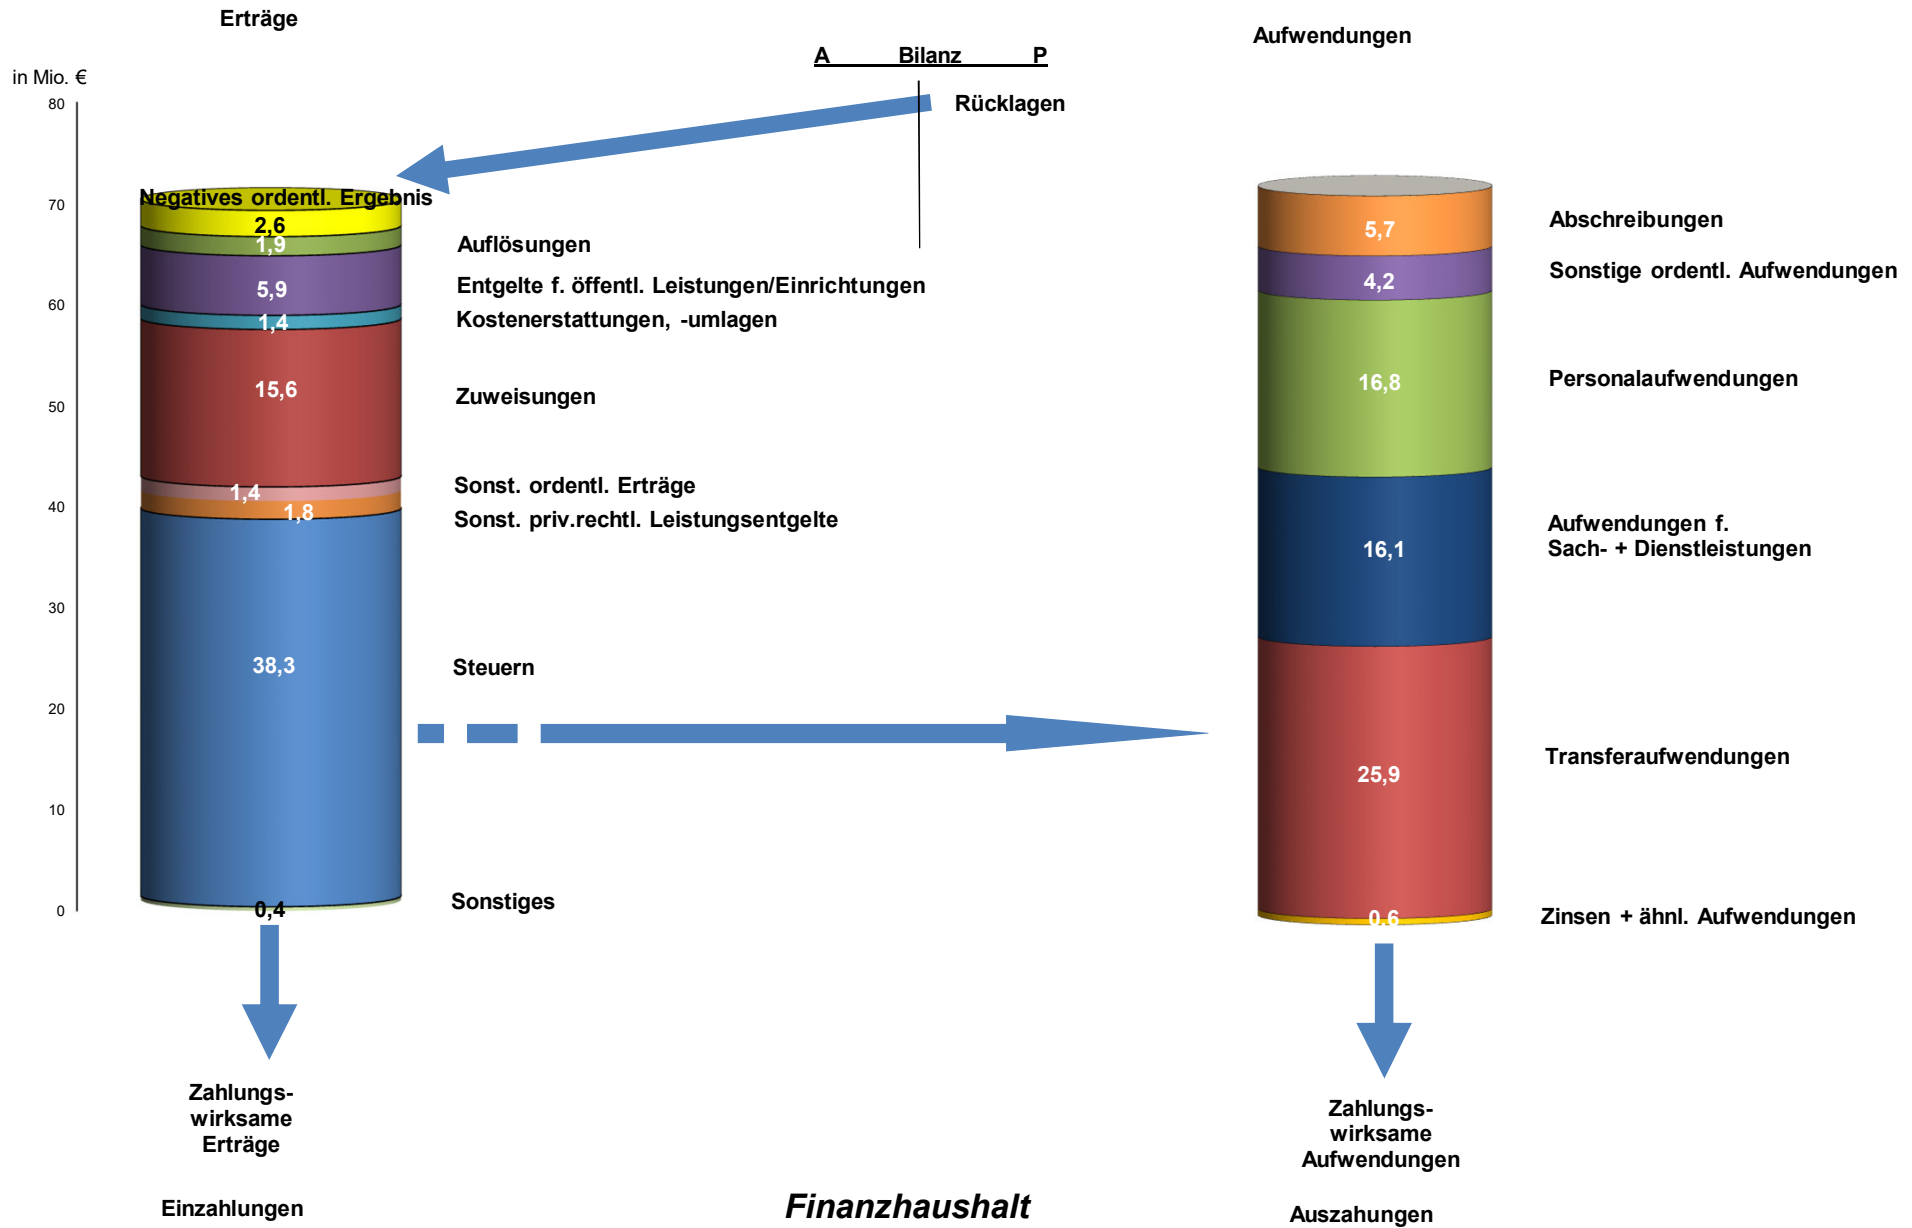 Erträge
Aufwendungen
A Bilanz P
in Mio. €
Rücklagen
80
70
60
50
40
30
20
10
0
Negatives ordentl. Ergebnis
2,6
1,9
Auflösungen
5,9
Entgelte f. öffentl. Leistungen/Einrichtungen
1,4
Kostenerstattungen, -umlagen
15,6
Zuweisungen
1,4
Sonst. ordentl. Erträge
1,8
Sonst. priv.rechtl. Leistungsentgelte
38,3
Steuern
0,4
Sonstiges
5,7
Abschreibungen
4,2
Sonstige ordentl. Aufwendungen
16,8
Personalaufwendungen
16,1
Aufwendungen f.
Sach- + Dienstleistungen
25,9
Transferaufwendungen
0,6
Zinsen + ähnl. Aufwendungen
Zahlungs-
wirksame
Erträge
Zahlungs-
wirksame
Aufwendungen
Einzahlungen
Finanzhaushalt
Auszahungen